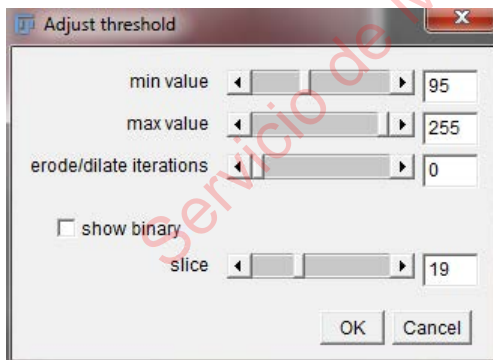 Adjust threshold
min value 95
max value 255
erode/dilate iterations 0
show binary
slice 19
OK Cancel
Servicio de